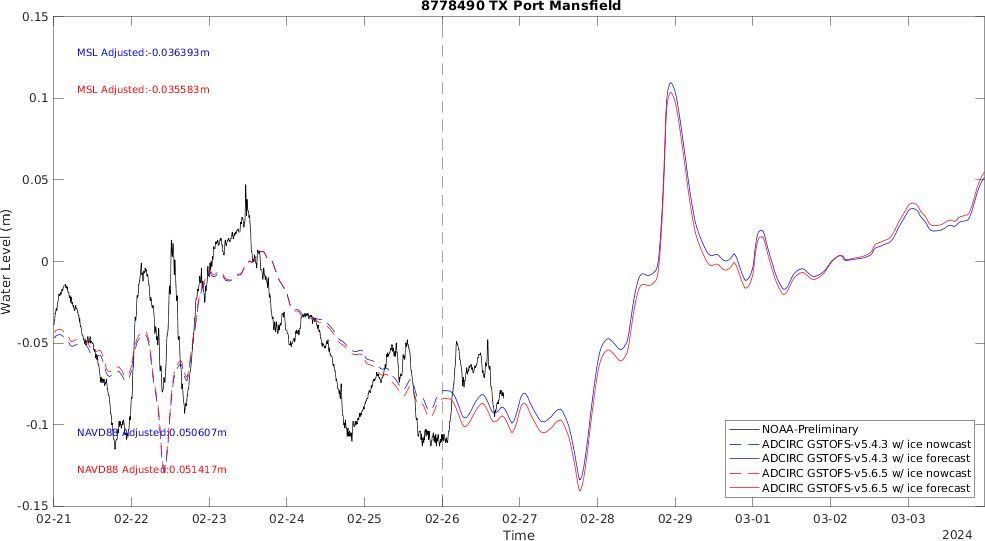 8778490 TX Port Mansfield
0.15
0.1
0.05
0
-0.05
-0.1
-0.15
Water Level (m)
MSL Adjusted:-0.036393m
MSL Adjusted:-0.035583m
NAVD88 Adjusted:0.050607m
NAVD88 Adjusted:0.051417m
NOAA-Preliminary
ADCIRC GSTOFS-v5.4.3 w/ ice nowcast
ADCIRC GSTOFS-v5.4.3 w/ ice forecast
ADCIRC GSTOFS-v5.6.5 w/ ice nowcast
ADCIRC GSTOFS-v5.6.5 w/ ice forecast
02-21 02-22 02-23 02-24 02-25 02-26 02-27 02-28 02-29 03-01 03-02 03-03
Time
2024